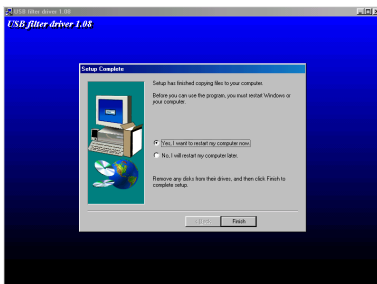 USB filter driver 1.08
USB filter driver 1.08
Setup Complete
Setup has finished copying files to your computer.
Before you can use the program, you must restart Windows or
your computer.
Yes, I want to restart my computer now.
No, I will restart my computer later.
Remove any disks from their drives, and then click Finish to
complete setup.
Finish